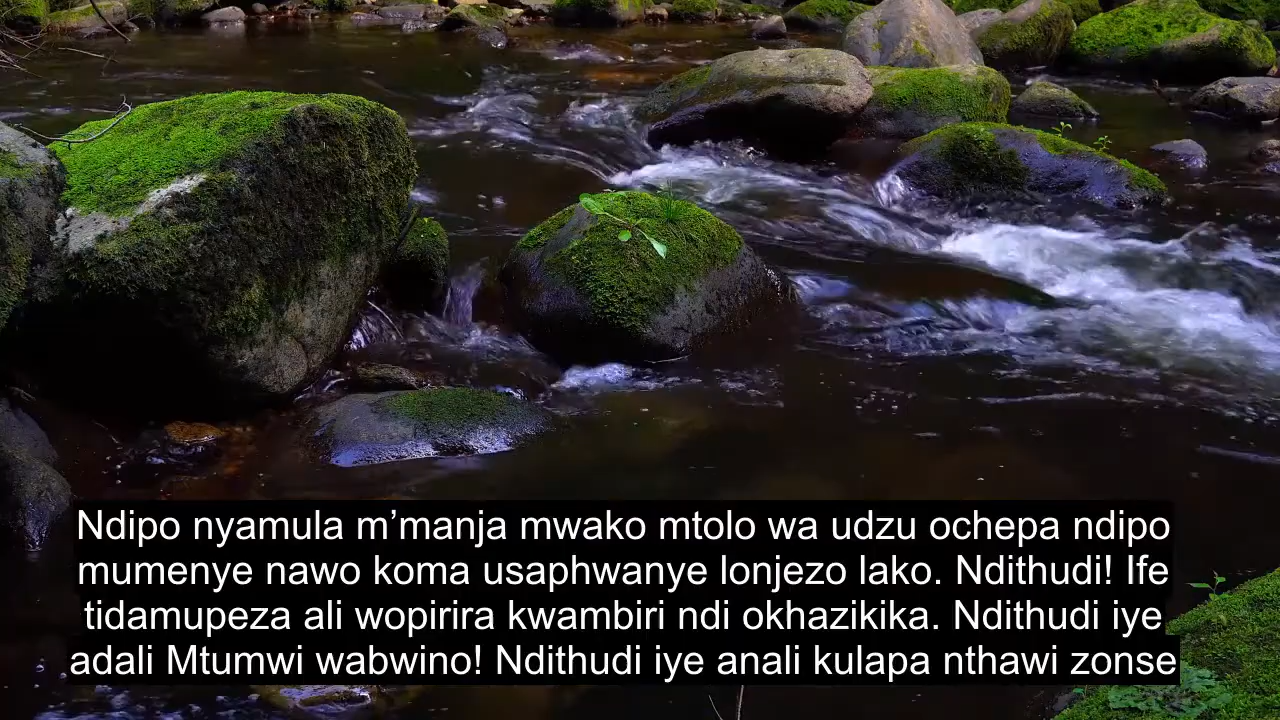 Ndipo nyamula m’manja mwako mtolo wa udzu ochepa ndipo
mumenye nawo koma usaphwanye lonjezo lako. Ndithudi! Ife
tidamupeza ali wopirira kwambiri ndi okhazikika. Ndithudi iye
adali Mtumwi wabwino! Ndithudi iye anali kulapa nthawi zonse